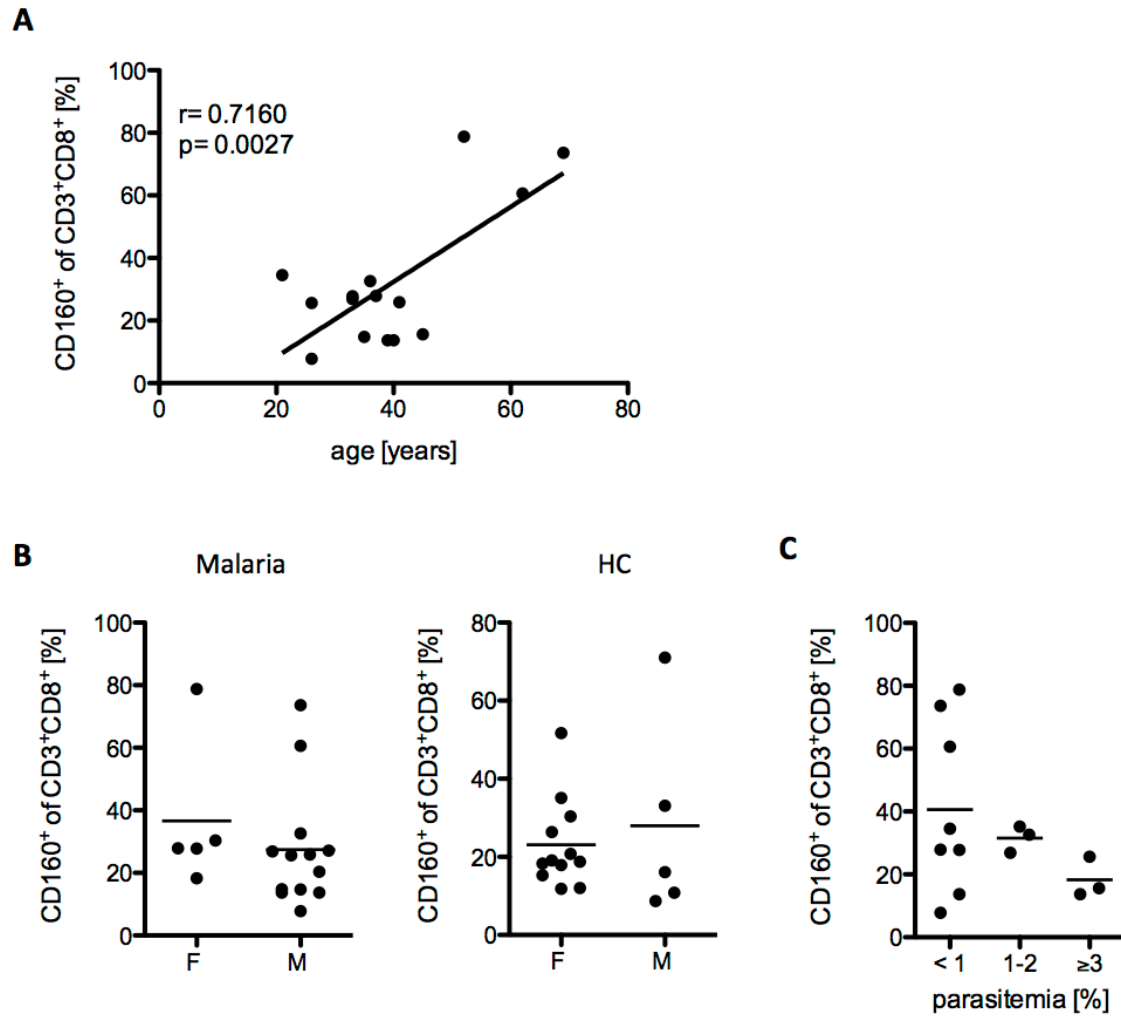 A
CD160⁺ of CD3⁺CD8⁺ [%]
100
80
60
40
20
0
r= 0.7160
p= 0.0027
0
20
40
60
80
age [years]
B
Malaria
CD160⁺ of CD3⁺CD8⁺ [%]
100
80
60
40
20
0
F
M
HC
CD160⁺ of CD3⁺CD8⁺ [%]
80
60
40
20
0
F
M
C
CD160⁺ of CD3⁺CD8⁺ [%]
100
80
60
40
20
0
< 1
1-2
≥3
parasitemia [%]